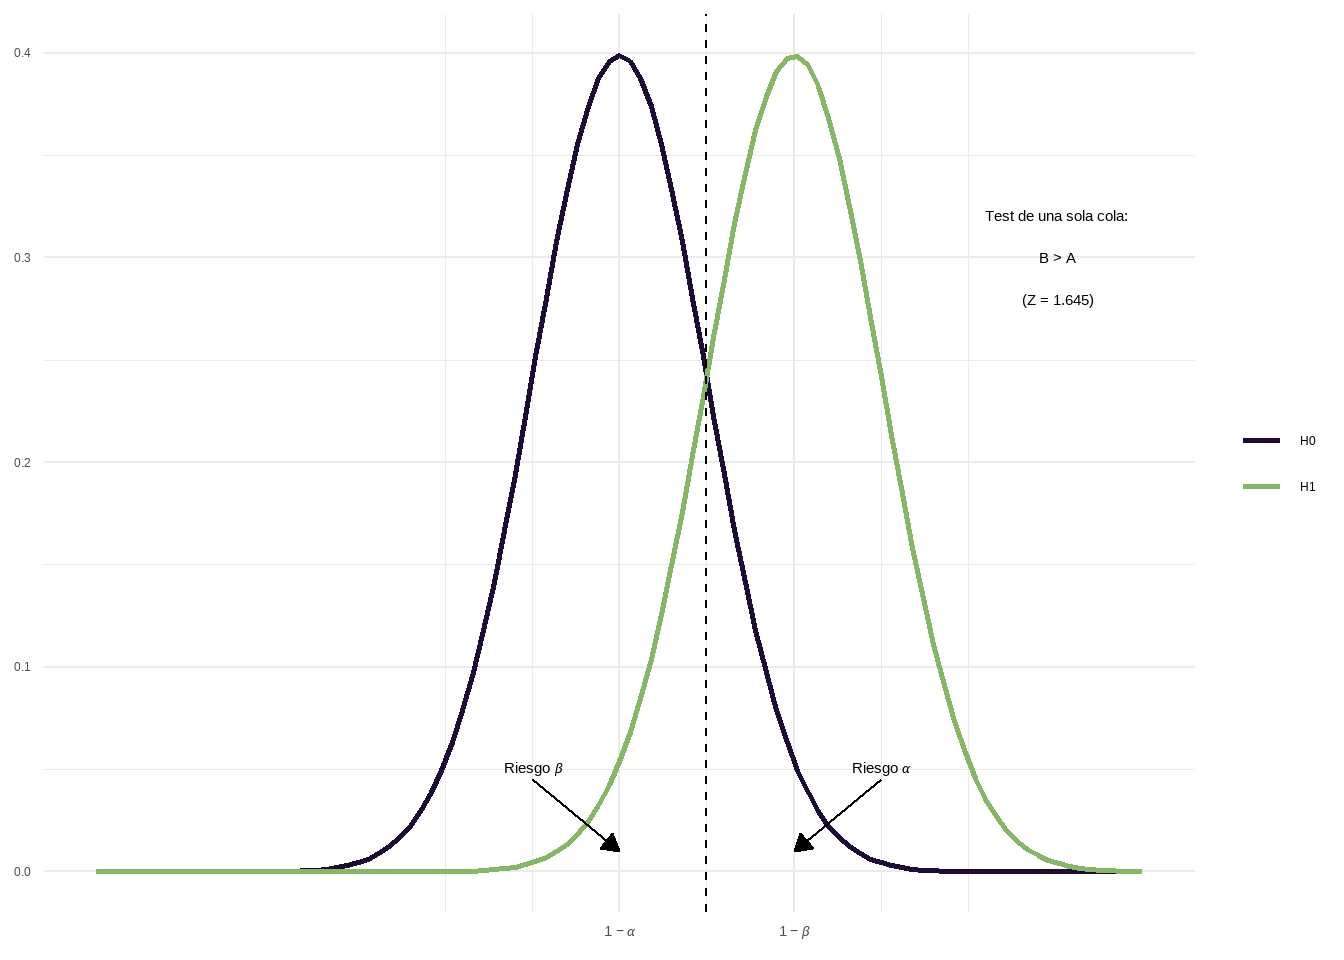 0.4
0.3
0.2
0.1
0.0
Test de una sola cola:
B > A
(Z = 1.645)
H0
H1
Riesgo β
Riesgo α
1 − α
1 − β